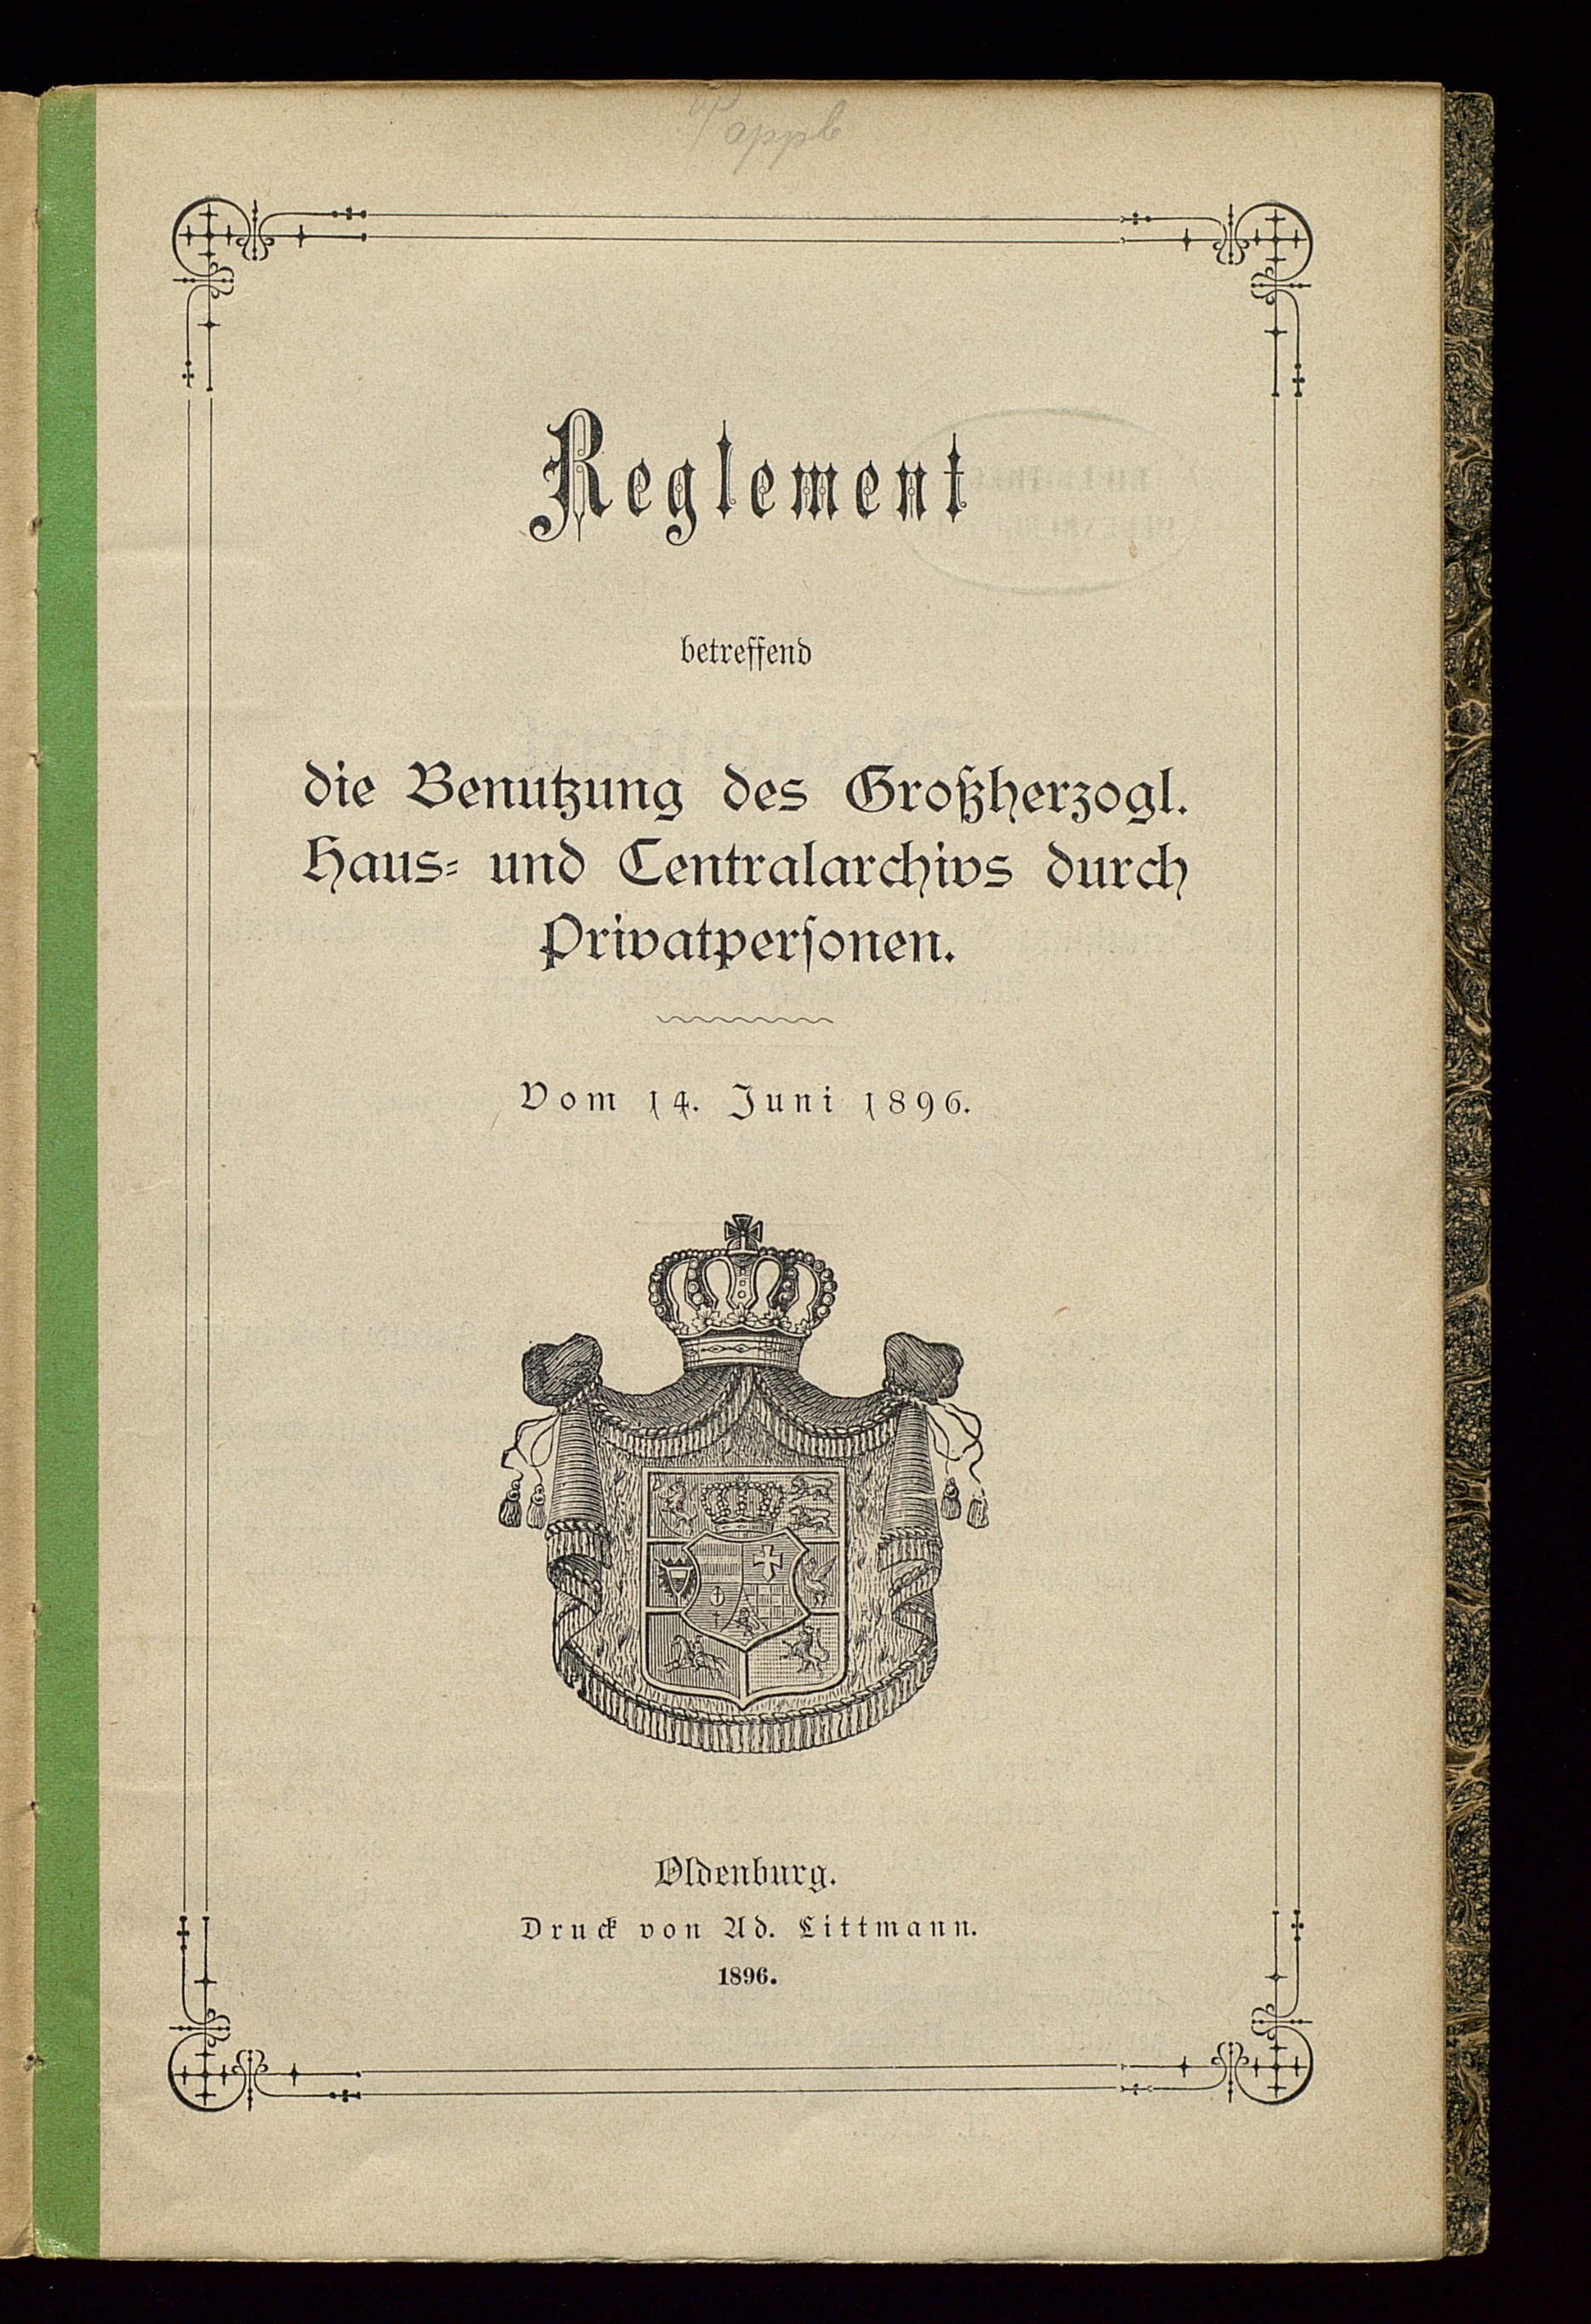 Pappb
Reglement
betreffend
die Benutzung des Großherzogl.
Haus- und Centralarchivs durch
Privatpersonen.
Vom 14. Juni 1896.
Oldenburg.
Druck von Ad. Littmann.
1896.